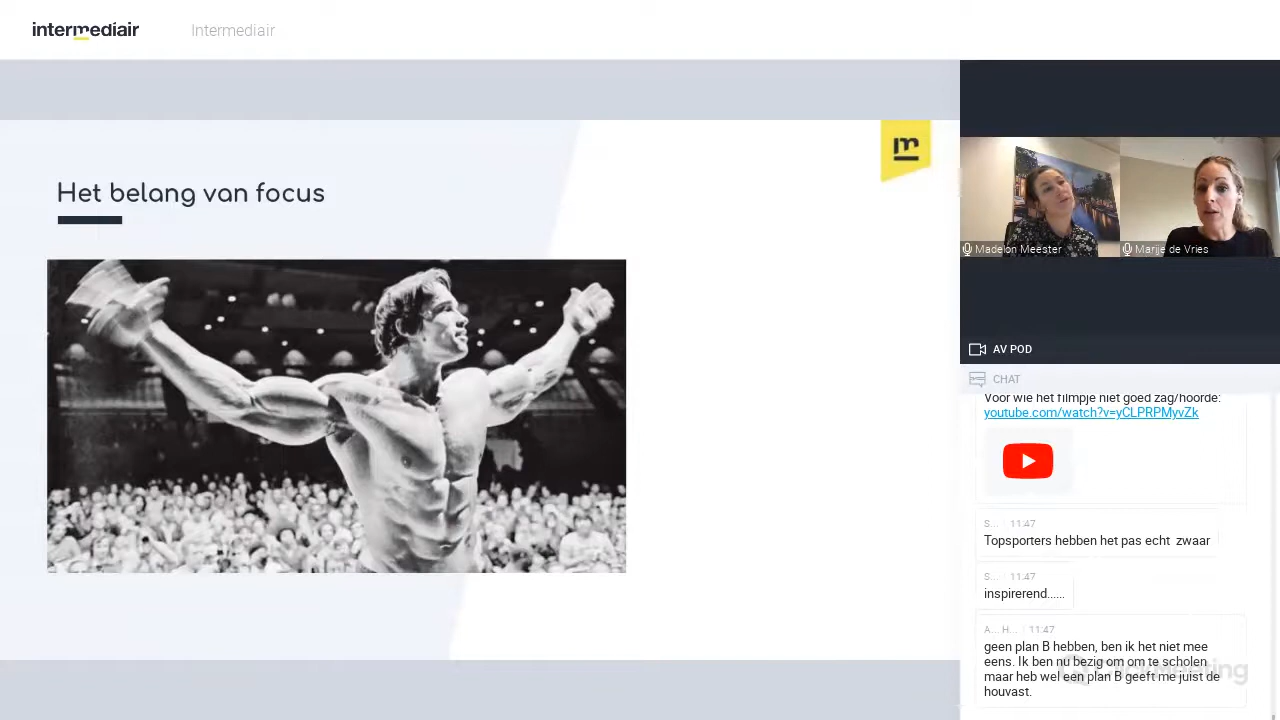 intermediair
Intermediair
Het belang van focus
m
Madelon Meester
Marije de Vries
AV POD
CHAT
Voor wie het filmpje niet goed zag/hoorde:
youtube.com/watch?v=yCLPRPMyvZk
S... 11:47
Topsporters hebben het pas echt zwaar
S... 11:47
inspirerend......
A... H... 11:47
geen plan B hebben, ben ik het niet mee
eens. Ik ben nu bezig om om te scholen
maar heb wel een plan B geeft me juist de
houvast.
ClickMeeting